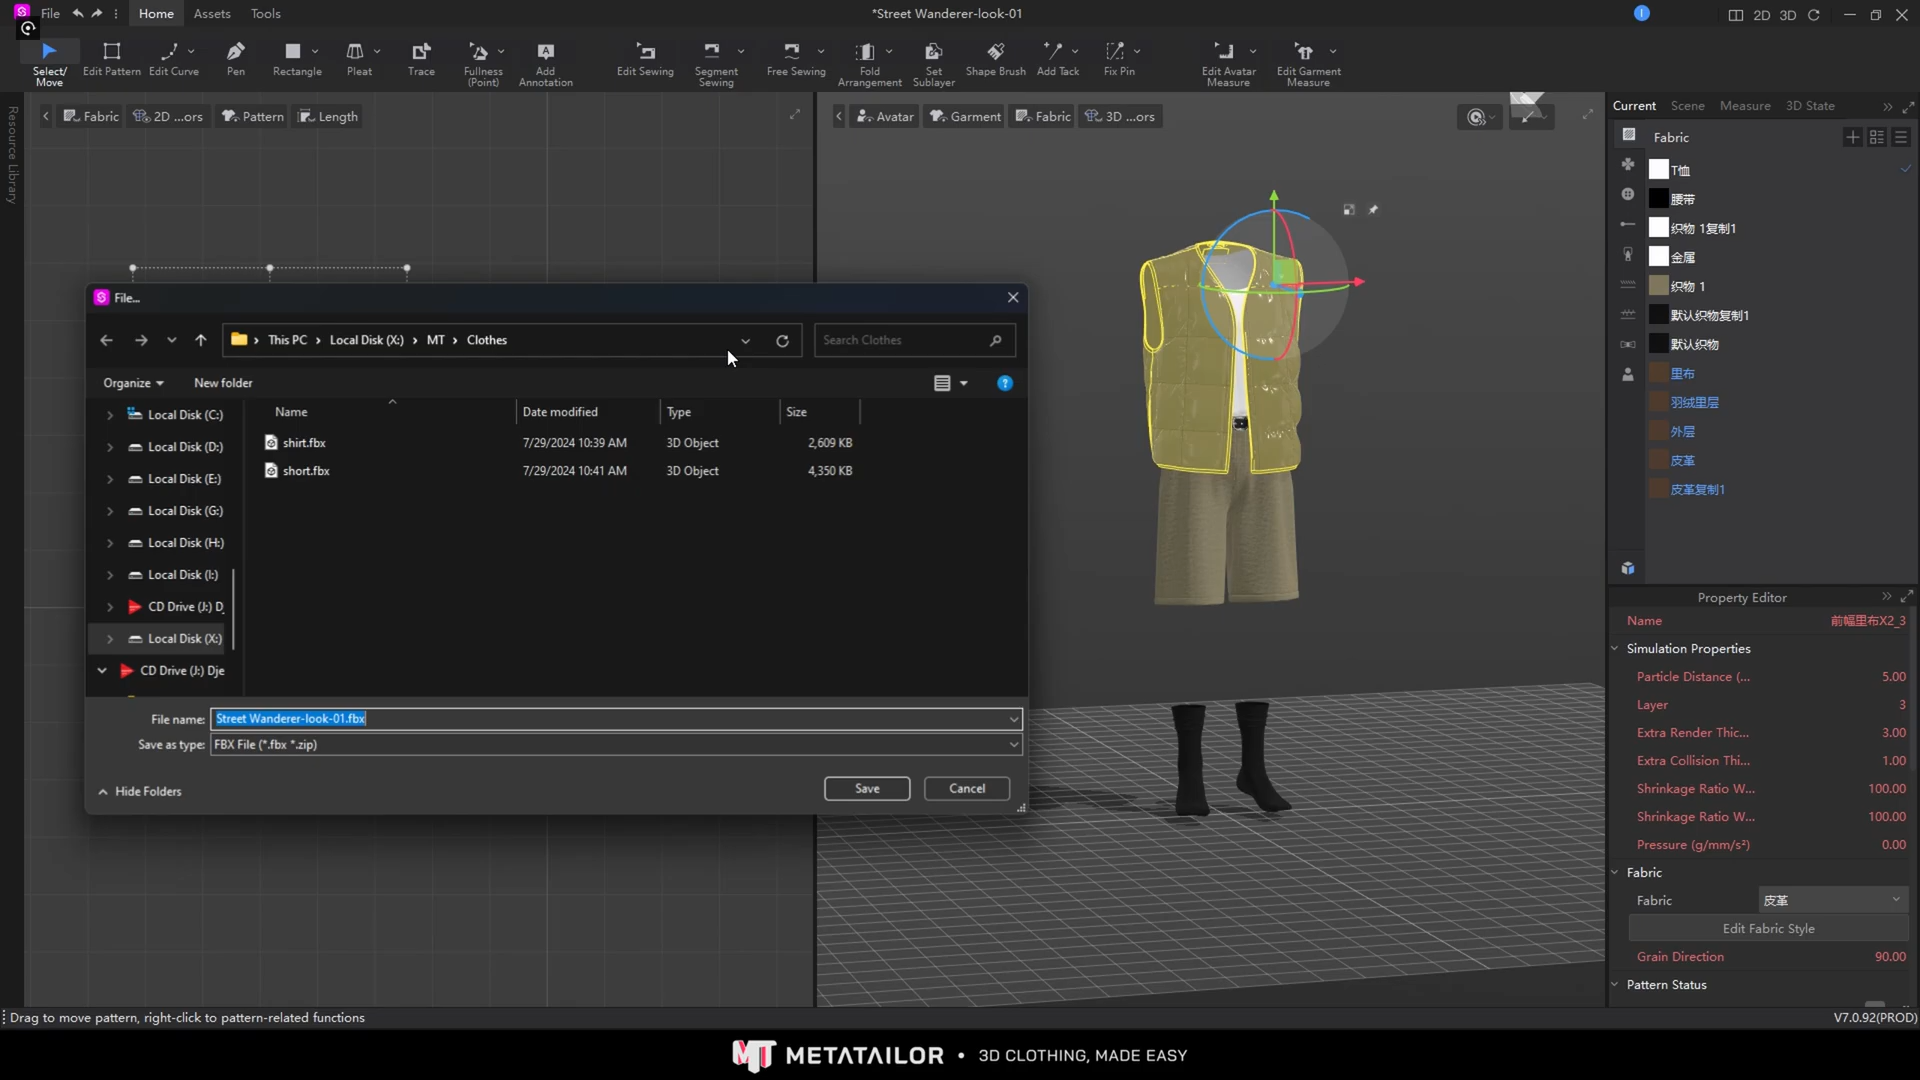 File
Home
Assets
Tools
*Street Wanderer-look-01
2D
3D
Select/
Move
Edit Pattern
Edit Curve
Pen
Rectangle
Pleat
Trace
Fullness
(Point)
Add
Annotation
Edit Sewing
Segment
Sewing
Free Sewing
Fold
Arrangement
Set
Sublayer
Shape Brush
Add Tack
Fix Pin
Edit Avatar
Measure
Edit Garment
Measure
Resource Library
Fabric
2D ...ors
Pattern
Length
Avatar
Garment
Fabric
3D ...ors
Current
Scene
Measure
3D State
Fabric
T恤
腰带
织物 1复制1
金属
织物 1
默认织物复制1
默认织物
里布
羽绒里层
外层
皮革
皮革复制1
File...
This PC
Local Disk (X:)
MT
Clothes
Search Clothes
Organize
New folder
Name
Date modified
Type
Size
shirt.fbx
7/29/2024 10:39 AM
3D Object
2,609 KB
short.fbx
7/29/2024 10:41 AM
3D Object
4,350 KB
Local Disk (C:)
Local Disk (D:)
Local Disk (E:)
Local Disk (G:)
Local Disk (H:)
Local Disk (I:)
CD Drive (J:) D
Local Disk (X:)
CD Drive (J:) Dje
File name: Street Wanderer-look-01.fbx
Save as type: FBX File (*.fbx *.zip)
Hide Folders
Save
Cancel
Property Editor
Name 前幅里布X2_3
Simulation Properties
Particle Distance (... 5.00
Layer 3
Extra Render Thic... 3.00
Extra Collision Thi... 1.00
Shrinkage Ratio W... 100.00
Shrinkage Ratio W... 100.00
Pressure (g/mm/s²) 0.00
Fabric
Fabric 皮革
Edit Fabric Style
Grain Direction 90.00
Pattern Status
Drag to move pattern, right-click to pattern-related functions
V7.0.92(PROD)
METATAILOR • 3D CLOTHING, MADE EASY